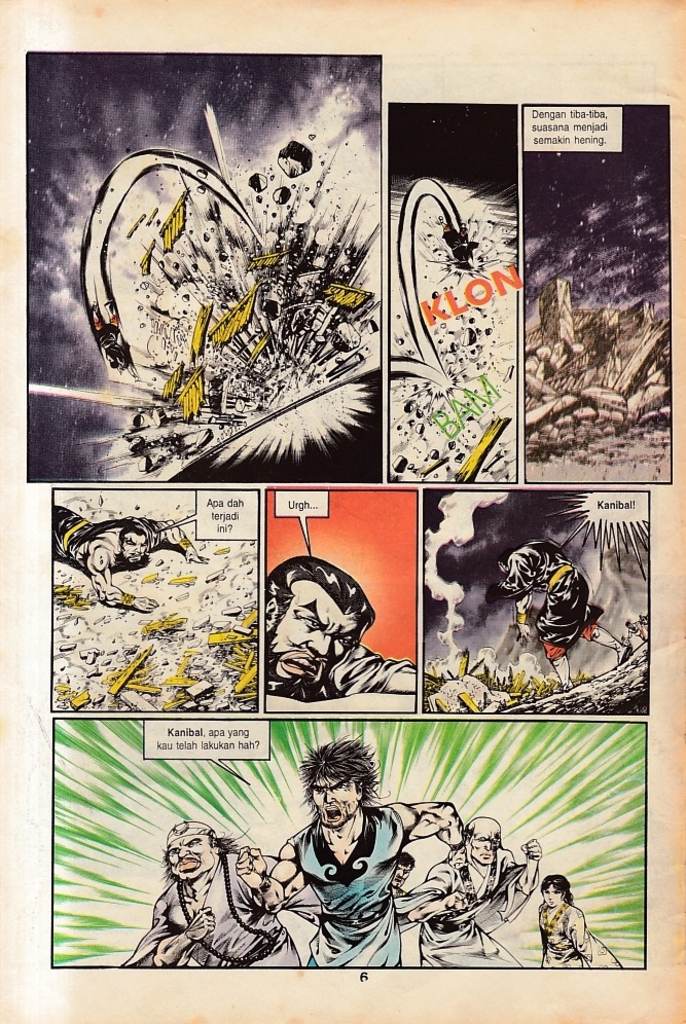 Dengan tiba-tiba,
suasana menjadi
semakin hening.
KLON
BAM
Apa dah
terjadi
ini?
Urgh...
Kanibal!
Kanibal, apa yang
kau telah lakukan hah?
6